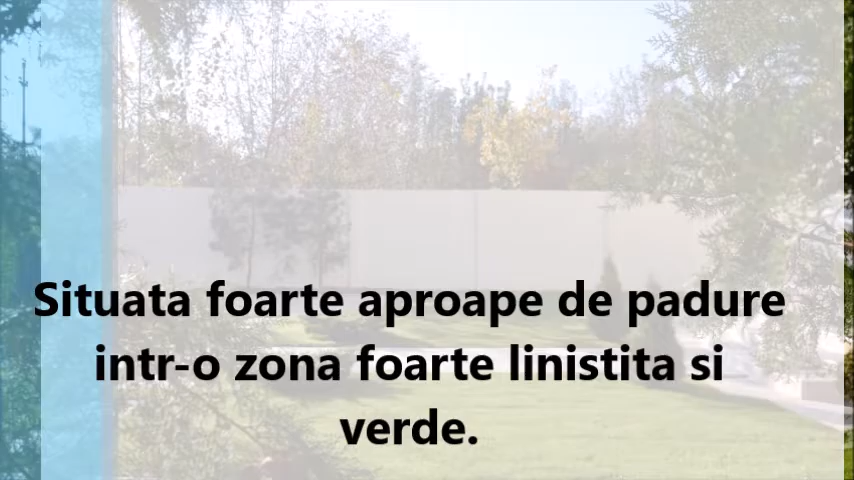 Situata foarte aproape de padure
intr-o zona foarte linistita si
verde.